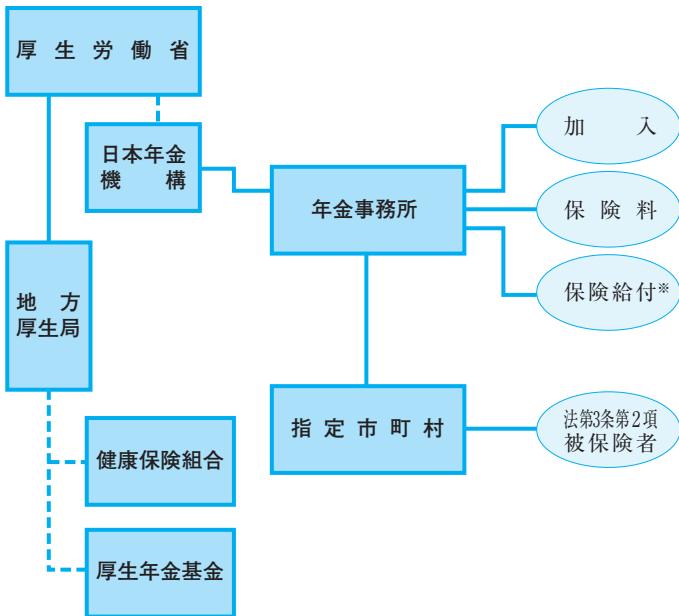 厚生労働省
日本年金
機構
年金事務所
加入
保険料
保険給付※
地方
厚生局
指定市町村
法第3条第2項
被保険者
健康保険組合
厚生年金基金